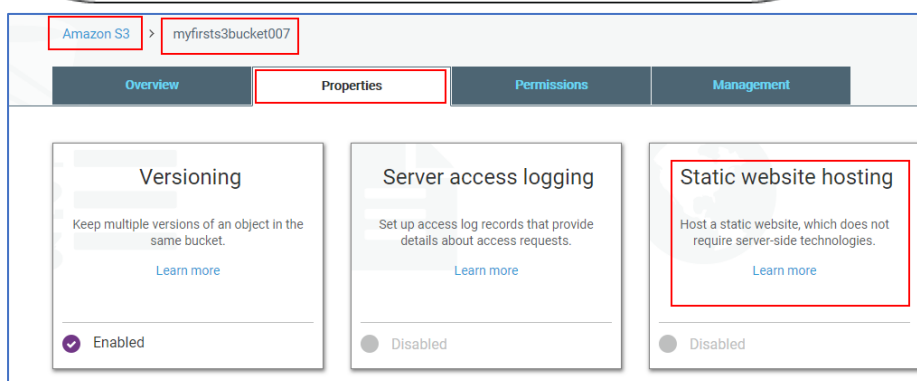 Amazon S3 > myfirsts3bucket007
Overview Properties Permissions Management
Versioning
Keep multiple versions of an object in the
same bucket.
Learn more
Enabled
Server access logging
Set up access log records that provide
details about access requests.
Learn more
Disabled
Static website hosting
Host a static website, which does not
require server-side technologies.
Learn more
Disabled